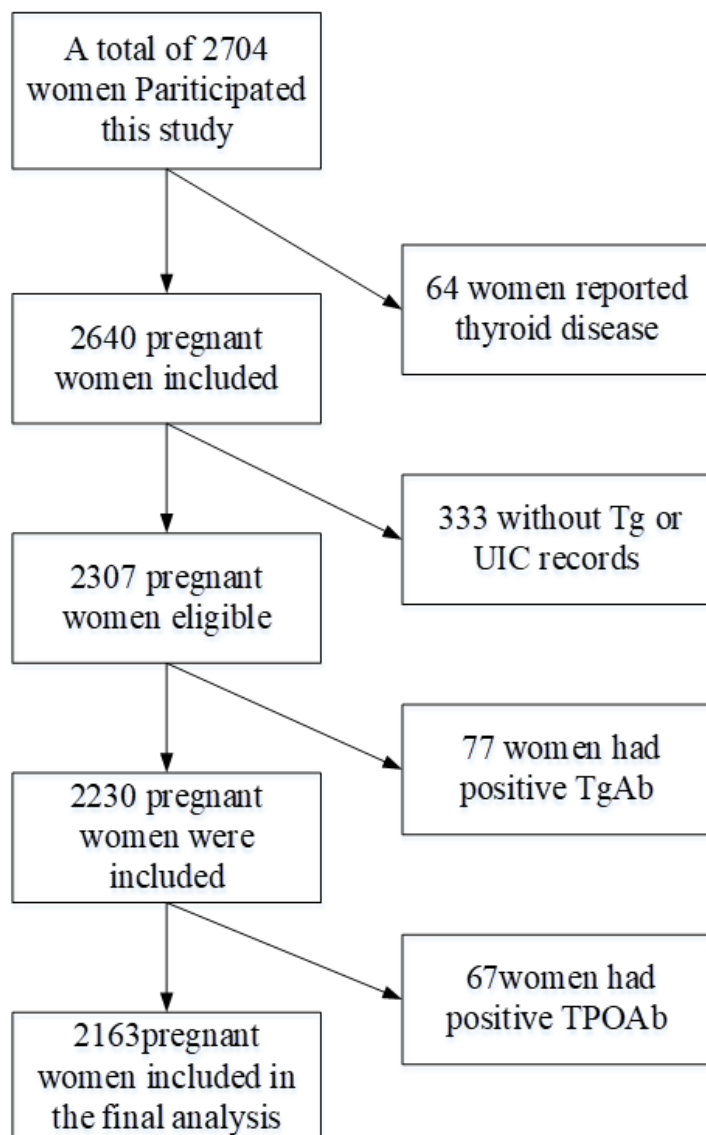 A total of 2704
women Pariticipated
this study
64 women reported
thyroid disease
2640 pregnant
women included
333 without Tg or
UIC records
2307 pregnant
women eligible
77 women had
positive TgAb
2230 pregnant
women were
included
67women had
positive TPOAb
2163pregnant
women included in
the final analysis